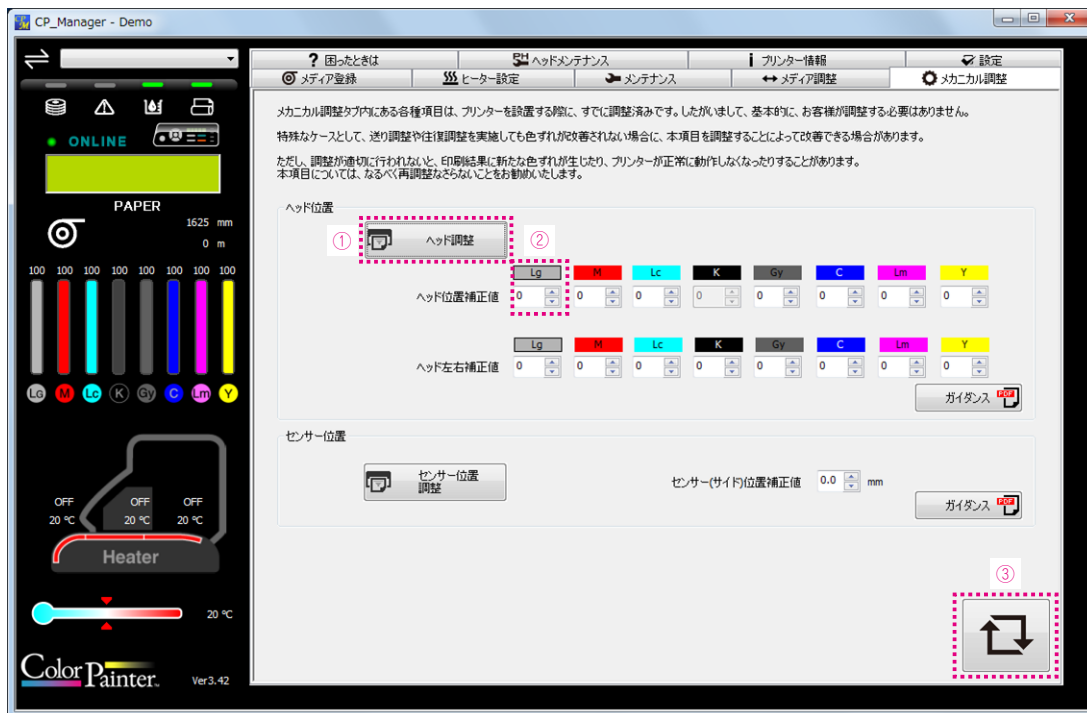 CP_Manager - Demo
? 困ったときは
ヘッドメンテナンス
プリンター情報
設定
メディア登録
ヒーター設定
メンテナンス
メディア調整
メカニカル調整
ONLINE
PAPER
1625 mm
0 m
100 100 100 100 100 100 100 100
Lg M Lc K Gy C Lm Y
OFF OFF OFF
20 ℃ 20 ℃ 20 ℃
Heater
20 ℃
Color Painter. Ver3.42
メカニカル調整タブ内にある各種項目は、プリンターを設置する際に、すでに調整済みです。したがいまして、基本的に、お客様が調整する必要はありません。
特殊なケースとして、送り調整や往復調整を実施しても色ずれが改善されない場合に、本項目を調整することによって改善できる場合があります。
ただし、調整が適切に行われないと、印刷結果に新たな色ずれが生じたり、プリンターが正常に動作しなくなったりすることがあります。
本項目については、なるべく再調整なさらないことをお勧めいたします。
ヘッド位置
① ヘッド調整 ②
Lg M Lc K Gy C Lm Y
ヘッド位置補正値 0 0 0 0 0 0 0 0
Lg M Lc K Gy C Lm Y
ヘッド左右補正値 0 0 0 0 0 0 0 0
ガイダンス PDF
センサー位置
センサー位置
調整
センサー(サイド)位置補正値 0.0 mm
ガイダンス PDF
③